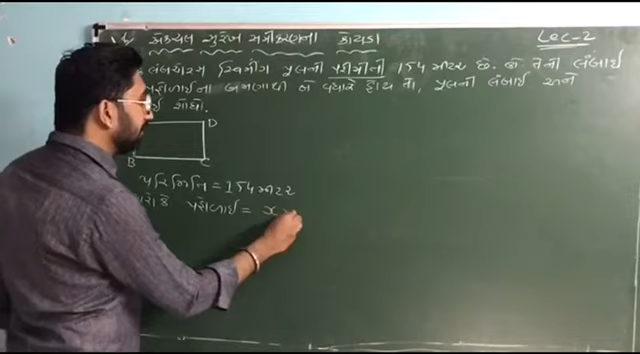 એકચલ સુરેખ સમીકરણના કોયડા
Lec-2
લંબચોરસ સ્વિમીંગ પુલની પરીમીતી 154 મીટર છે. જો તેની લંબાઈ
પહોળાઈના બમણાથી બે વધારે હોય તો, પુલની લંબાઈ અને
શોધો.
D
B C
પરિમિતિ = 154 મીટર
ધારો કે પહોળાઈ = x